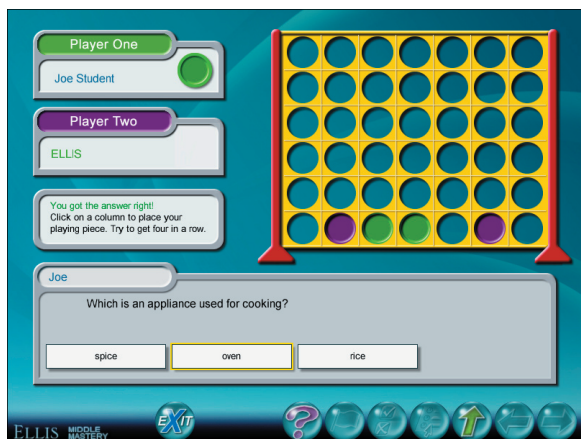 Player One
Joe Student
Player Two
ELLIS
You got the answer right!
Click on a column to place your
playing piece. Try to get four in a row.
Joe
Which is an appliance used for cooking?
spice
oven
rice
ELLIS MIDDLE MASTERY
EXIT
?